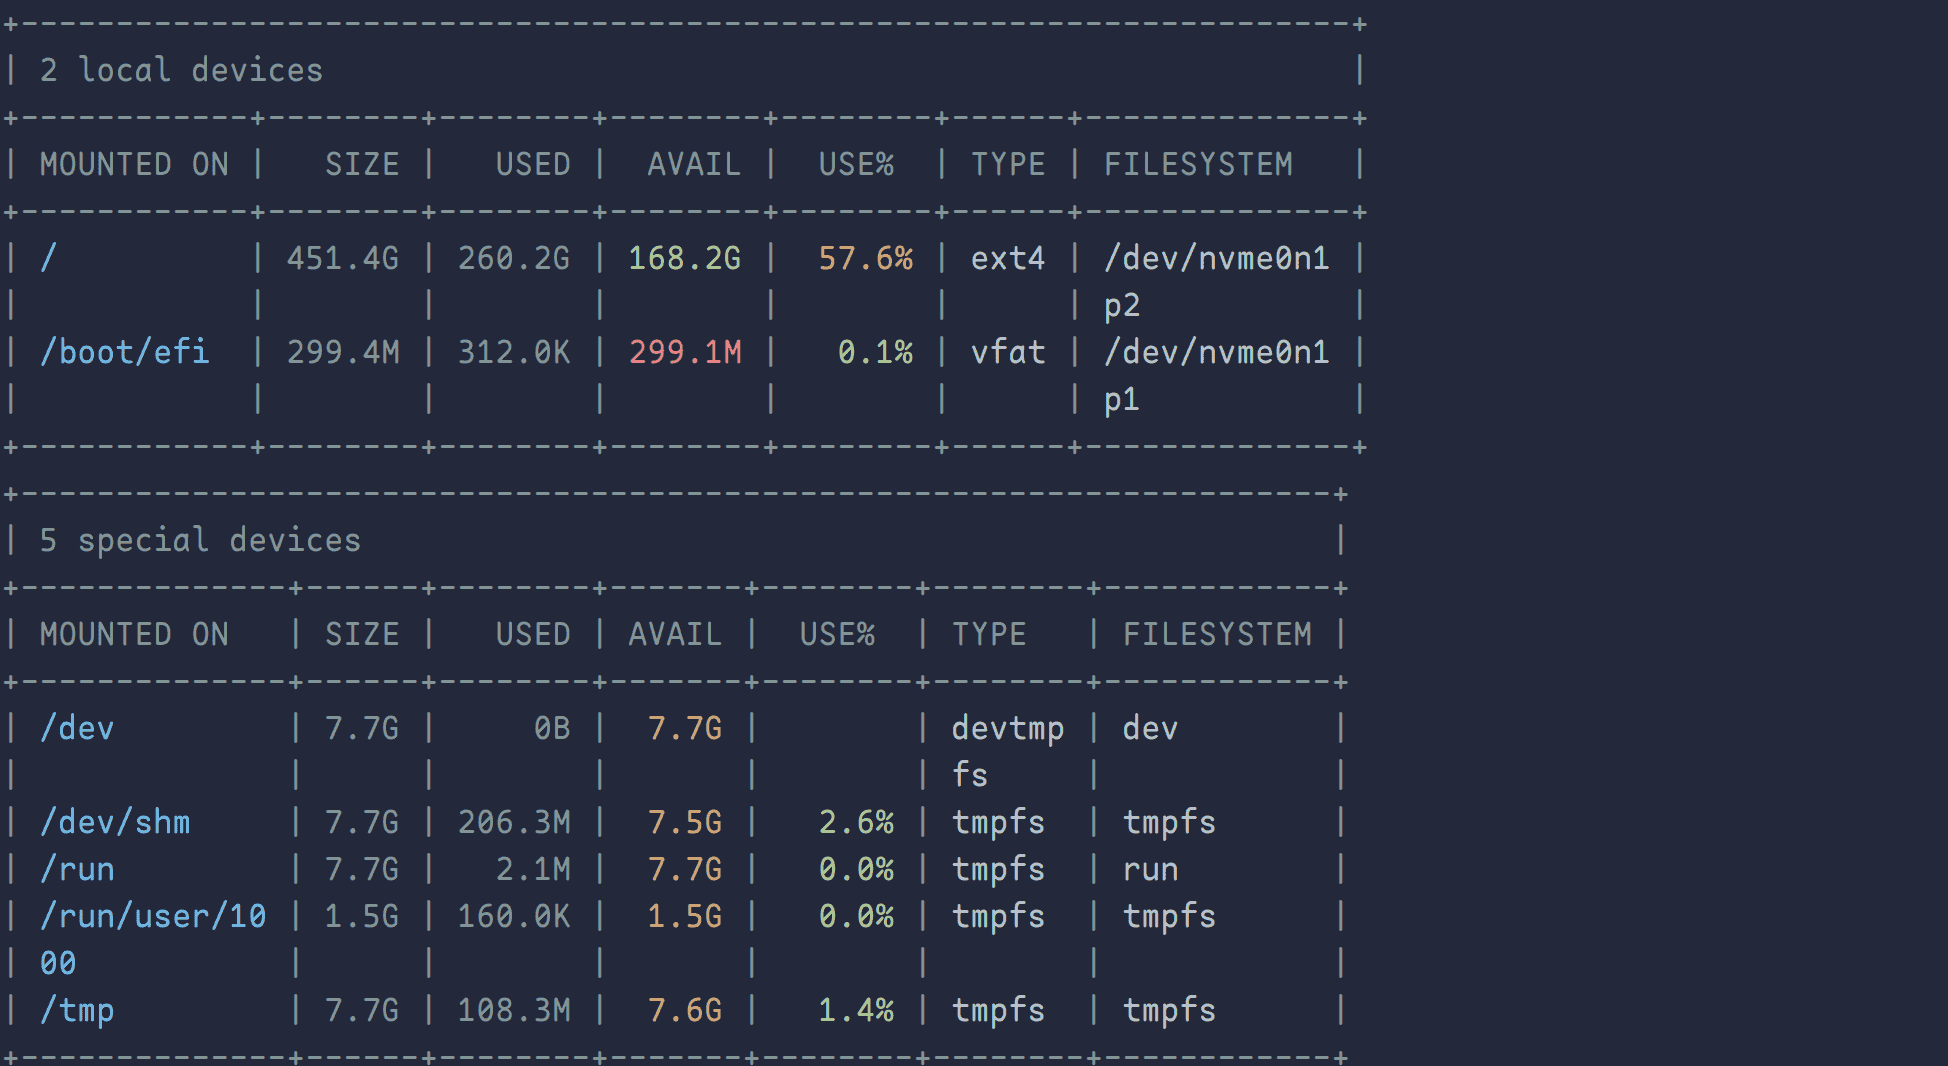 +----------------------------------------------------------------------+
| 2 local devices                                                      |
+------------+--------+--------+--------+--------+------+--------------+
| MOUNTED ON |   SIZE |   USED |  AVAIL |  USE%  | TYPE | FILESYSTEM   |
+------------+--------+--------+--------+--------+------+--------------+
| /          | 451.4G | 260.2G | 168.2G |  57.6% | ext4 | /dev/nvme0n1 |
|            |        |        |        |        |      | p2           |
| /boot/efi  | 299.4M | 312.0K | 299.1M |   0.1% | vfat | /dev/nvme0n1 |
|            |        |        |        |        |      | p1           |
+------------+--------+--------+--------+--------+------+--------------+
+---------------------------------------------------------------------+
| 5 special devices                                                   |
+--------------+------+--------+-------+--------+--------+------------+
| MOUNTED ON   | SIZE |   USED | AVAIL |  USE%  | TYPE   | FILESYSTEM |
+--------------+------+--------+-------+--------+--------+------------+
| /dev         | 7.7G |     0B |  7.7G |        | devtmp | dev        |
|              |      |        |       |        | fs     |            |
| /dev/shm     | 7.7G | 206.3M |  7.5G |   2.6% | tmpfs  | tmpfs      |
| /run         | 7.7G |   2.1M |  7.7G |   0.0% | tmpfs  | run        |
| /run/user/10 | 1.5G | 160.0K |  1.5G |   0.0% | tmpfs  | tmpfs      |
| 00           |      |        |       |        |        |            |
| /tmp         | 7.7G | 108.3M |  7.6G |   1.4% | tmpfs  | tmpfs      |
+--------------+------+--------+-------+--------+--------+------------+